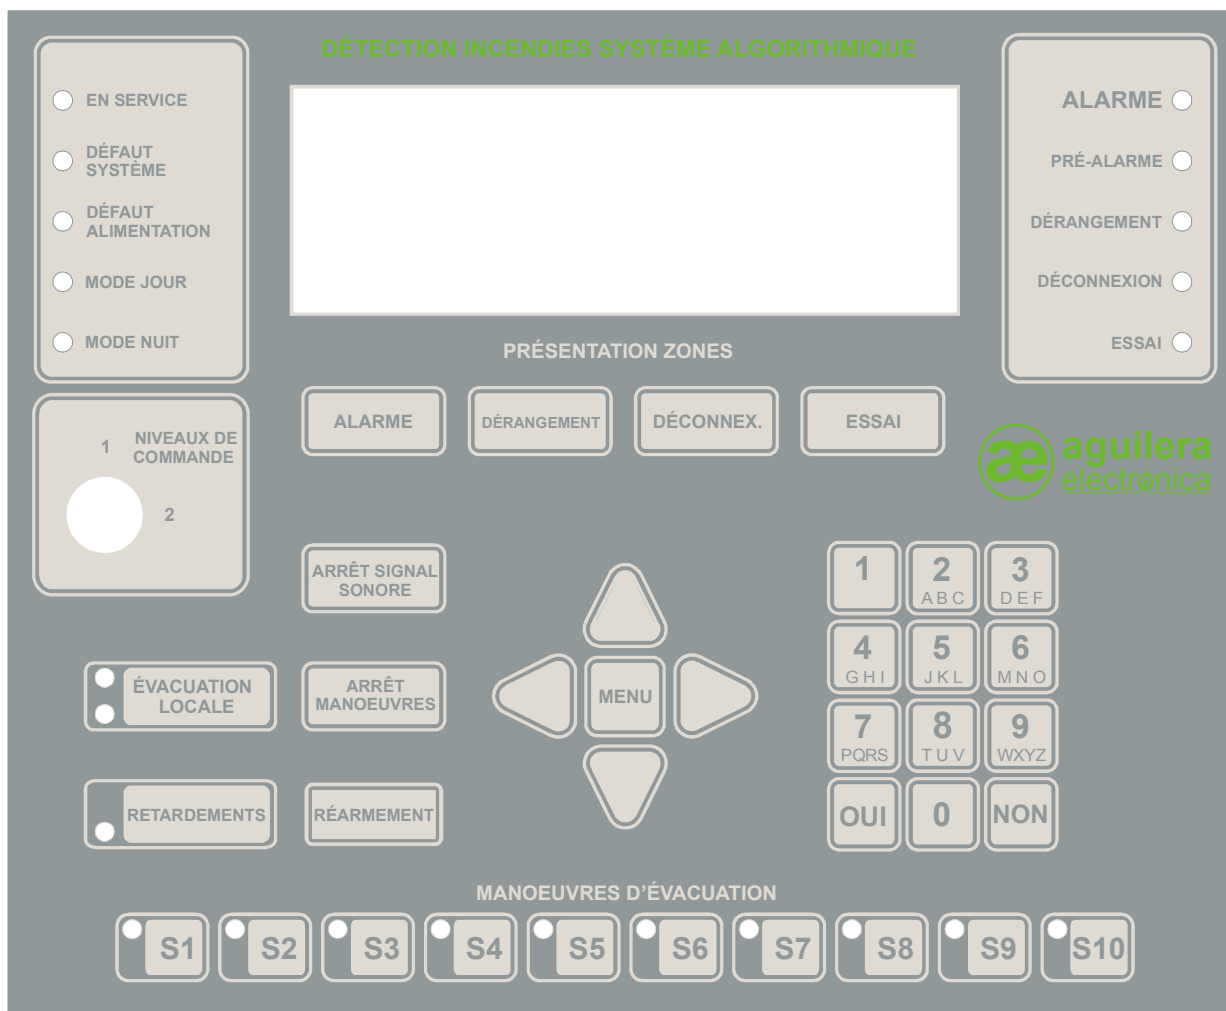 DÉTECTION INCENDIES SYSTÈME ALGORITHMIQUE
EN SERVICE
DÉFAUT
SYSTÈME
DÉFAUT
ALIMENTATION
MODE JOUR
MODE NUIT
ALARME
PRÉ-ALARME
DÉRANGEMENT
DÉCONNEXION
ESSAI
PRÉSENTATION ZONES
ALARME
DÉRANGEMENT
DÉCONNEX.
ESSAI
1
NIVEAUX DE
COMMANDE
2
æ
aguilera
electrónica
ARRÊT SIGNAL
SONORE
ÉVACUATION
LOCALE
ARRÊT
MANOEUVRES
RETARDEMENTS
RÉARMEMENT
MENU
1
2
ABC
3
DEF
4
GHI
5
JKL
6
MNO
7
PQRS
8
TUV
9
WXYZ
OUI
0
NON
MANOEUVRES D'ÉVACUATION
S1
S2
S3
S4
S5
S6
S7
S8
S9
S10